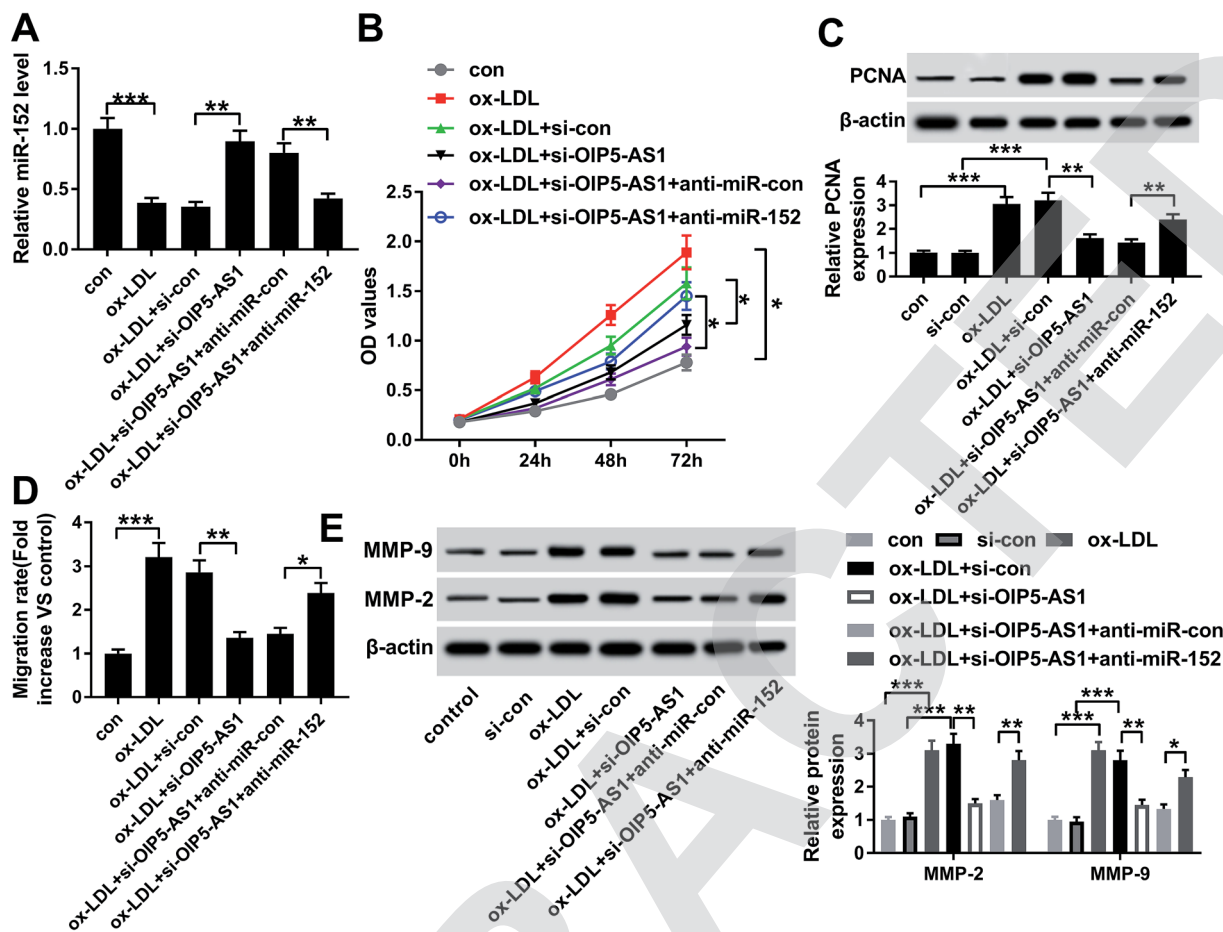 A
Relative miR-152 level
1.5
1.0
0.5
0.0
***
**
**
con
ox-LDL
ox-LDL+si-con
ox-LDL+si-OIP5-AS1
ox-LDL+si-OIP5-AS1+anti-miR-con
ox-LDL+si-OIP5-AS1+anti-miR-152
B
con
ox-LDL
ox-LDL+si-con
ox-LDL+si-OIP5-AS1
ox-LDL+si-OIP5-AS1+anti-miR-con
ox-LDL+si-OIP5-AS1+anti-miR-152
OD values
2.5
2.0
1.5
1.0
0.5
0.0
*
*
*
0h
24h
48h
72h
C
PCNA
β-actin
Relative PCNA
expression
4
3
2
1
0
***
***
**
**
con
si-con
ox-LDL
ox-LDL+si-con
ox-LDL+si-OIP5-AS1
ox-LDL+si-OIP5-AS1+anti-miR-con
ox-LDL+si-OIP5-AS1+anti-miR-152
D
Migration rate(Fold
increase VS control)
4
3
2
1
0
***
**
*
con
ox-LDL
ox-LDL+si-con
ox-LDL+si-OIP5-AS1
ox-LDL+si-OIP5-AS1+anti-miR-con
ox-LDL+si-OIP5-AS1+anti-miR-152
E
MMP-9
MMP-2
β-actin
control
si-con
ox-LDL
ox-LDL+si-con
ox-LDL+si-OIP5-AS1
ox-LDL+si-OIP5-AS1+anti-miR-con
ox-LDL+si-OIP5-AS1+anti-miR-152
con si-con ox-LDL
ox-LDL+si-con
ox-LDL+si-OIP5-AS1
ox-LDL+si-OIP5-AS1+anti-miR-con
ox-LDL+si-OIP5-AS1+anti-miR-152
Relative protein
expression
4
3
2
1
0
***
***
**
**
***
***
**
*
MMP-2
MMP-9